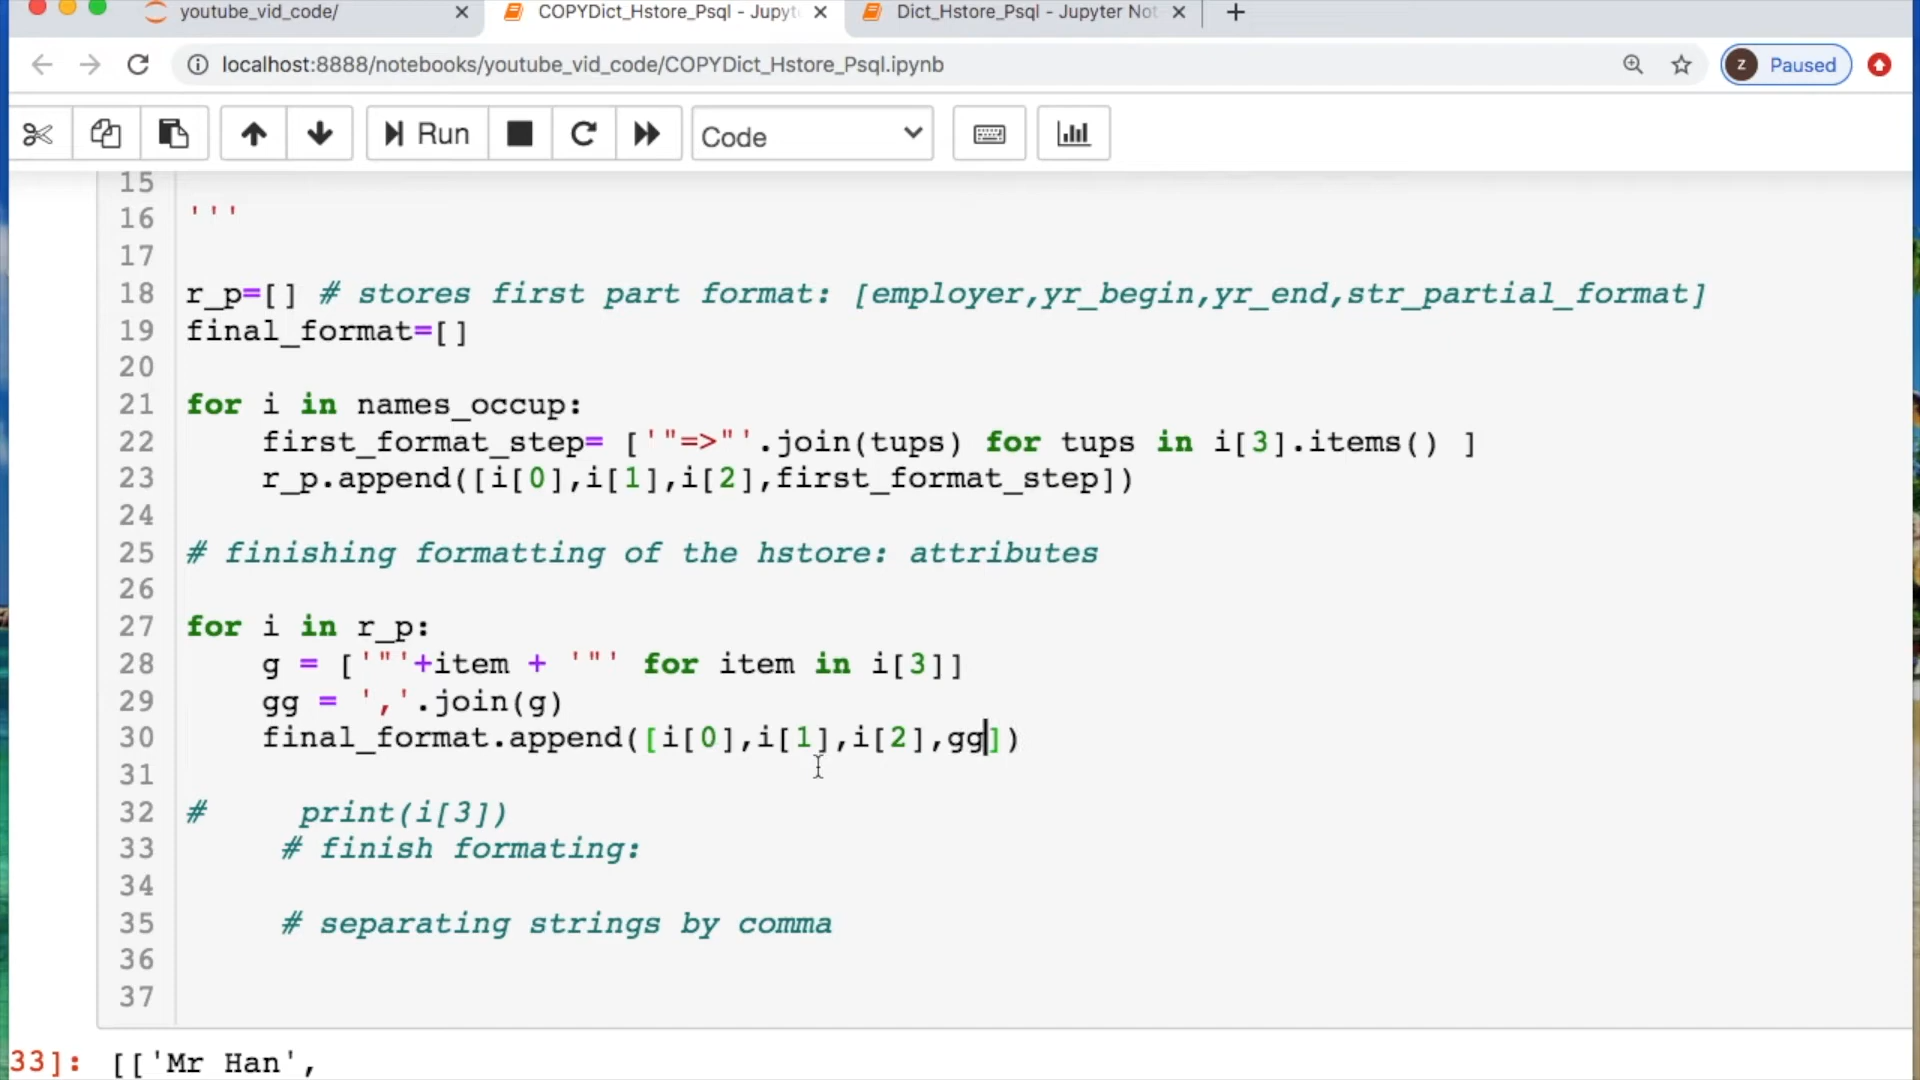 youtube_vid_code/
COPYDict_Hstore_Psql - Jupyt
Dict_Hstore_Psql - Jupyter Not
localhost:8888/notebooks/youtube_vid_code/COPYDict_Hstore_Psql.ipynb
z Paused
Run
Code
15
16 '''
17
18 r_p=[] # stores first part format: [employer,yr_begin,yr_end,str_partial_format]
19 final_format=[]
20
21 for i in names_occup:
22     first_format_step= ['"=>"'.join(tups) for tups in i[3].items() ]
23     r_p.append([i[0],i[1],i[2],first_format_step])
24
25 # finishing formatting of the hstore: attributes
26
27 for i in r_p:
28     g = ['"'+item + '"' for item in i[3]]
29     gg = ','.join(g)
30     final_format.append([i[0],i[1],i[2],gg])
31
32 #     print(i[3])
33      # finish formating:
34
35      # separating strings by comma
36
37
33]: [['Mr Han',